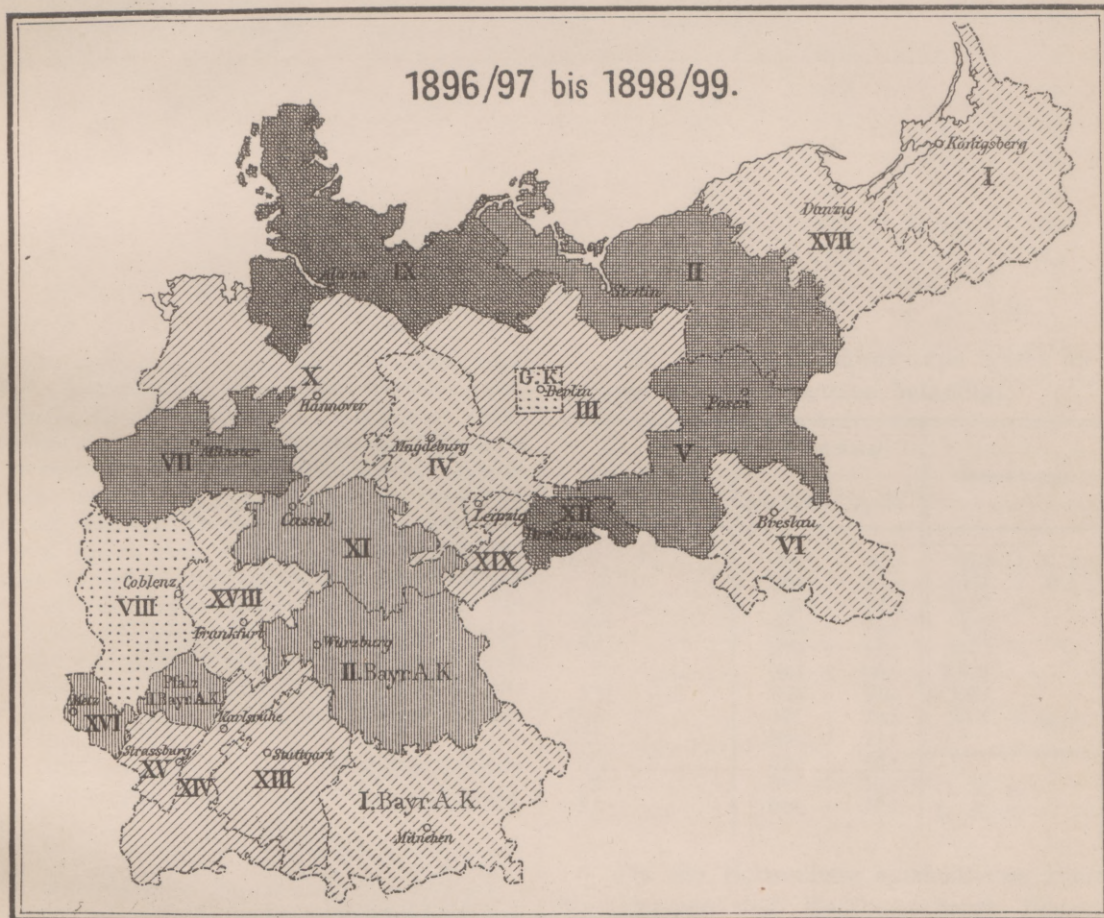 1896/97 bis 1898/99.
Königsberg
I
Danzig
XVII
II
Stettin
IX
Altona
X
Hannover
G.K.
Berlin
III
Posen
V
Magdeburg
IV
VII
Münster
Leipzig
XIX
XII
Dresden
Breslau
VI
Cassel
XI
Coblenz
VIII
XVIII
Frankfurt
Würzburg
II. Bayr. A.K.
Pfalz
II. Bayr. A.K.
Metz
XVI
Karlsruhe
Strassburg
XV
XIV
Stuttgart
XIII
I. Bayr. A.K.
München